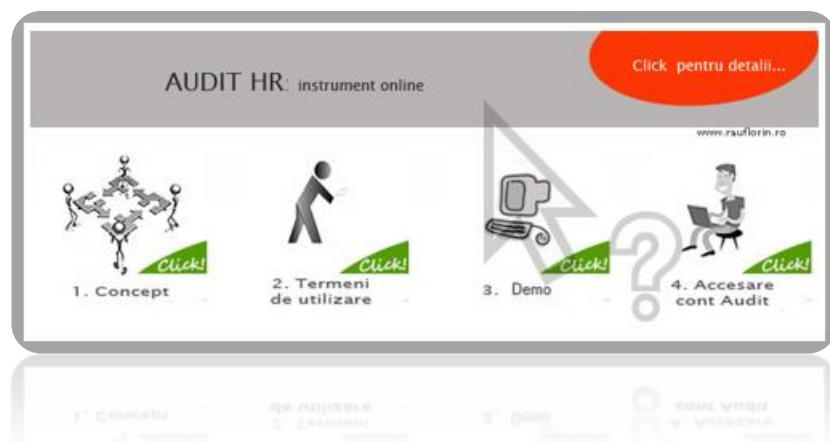 AUDIT HR: instrument online
Click pentru detalii...
www.rauflorin.ro
Click!
1. Concept
Click!
2. Termeni
de utilizare
Click!
3. Demo
Click!
4. Accesare
cont Audit